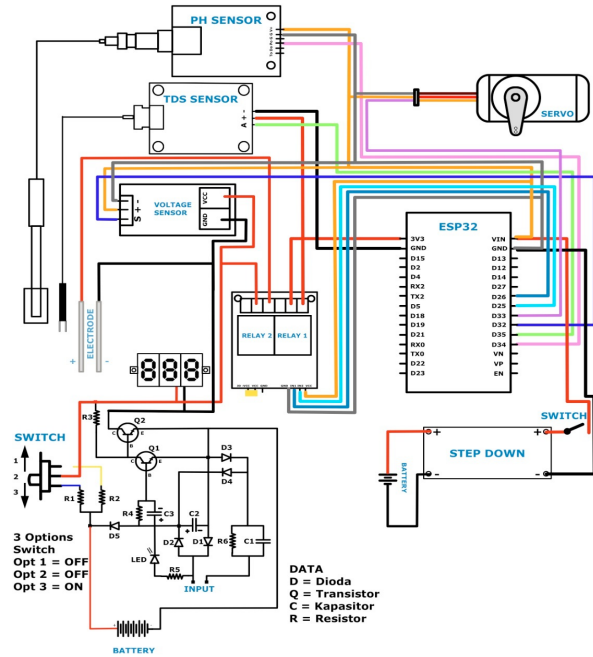 PH SENSOR
TDS SENSOR
A + -
SERVO
S + -
VOLTAGE
SENSOR
VCC
GND
ESP32
3V3
GND
D15
D2
D4
RX2
TX2
D5
D18
D19
D21
RX0
TX0
D22
D23
VIN
GND
D13
D12
D14
D27
D26
D25
D33
D32
D35
D34
VN
VP
EN
RELAY 2
RELAY 1
ELECTRODE
+
-
888
SWITCH
1
2
3
R3
Q2
C
E
B
Q1
C
E
B
D3
D4
R1
R2
R4
C3
C2
+
+
D5
D2
D1
R6
C1
LED
R5
INPUT
BATTERY
3 Options
Switch
Opt 1 = OFF
Opt 2 = OFF
Opt 3 = ON
DATA
D = Dioda
Q = Transistor
C = Kapasitor
R = Resistor
SWITCH
STEP DOWN
+
+
-
-
BATTERY